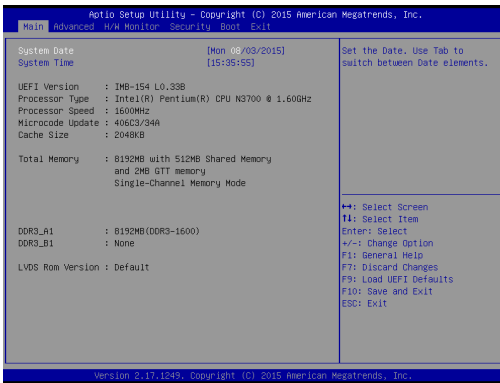 Aptio Setup Utility - Copyright (C) 2015 American Megatrends, Inc.
Main Advanced H/W Monitor Security Boot Exit
System Date [Mon 08/03/2015]
System Time [15:35:55]
UEFI Version : IMB-154 L0.33B
Processor Type : Intel(R) Pentium(R) CPU N3700 @ 1.60GHz
Processor Speed : 1600MHz
Microcode Update : 406C3/34A
Cache Size : 2048KB
Total Memory : 8192MB with 512MB Shared Memory
and 2MB GTT memory
Single-Channel Memory Mode
DDR3_A1 : 8192MB(DDR3-1600)
DDR3_B1 : None
LVDS Rom Version : Default
Set the Date. Use Tab to
switch between Date elements.
↔: Select Screen
↑↓: Select Item
Enter: Select
+/-: Change Option
F1: General Help
F7: Discard Changes
F9: Load UEFI Defaults
F10: Save and Exit
ESC: Exit
Version 2.17.1249. Copyright (C) 2015 American Megatrends, Inc.